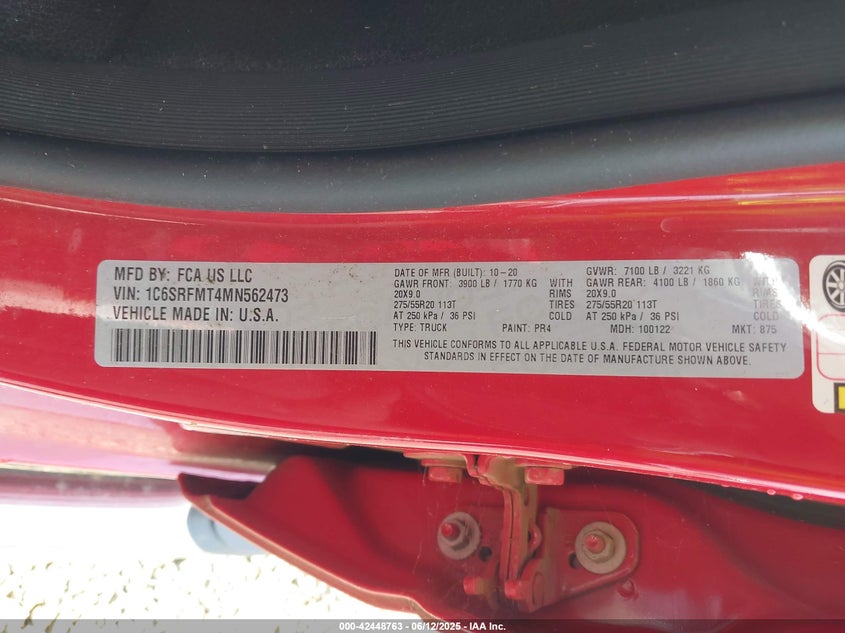 MFD BY: FCA US LLC
VIN: 1C6SRFMT4MN562473
VEHICLE MADE IN: U.S.A.
DATE OF MFR (BUILT): 10-20 GVWR: 7100 LB / 3221 KG
GAWR FRONT: 3900 LB / 1770 KG GAWR REAR: 4100 LB / 1860 KG
20X9.0 RIMS 20X9.0 RIMS
275/55R20 113T TIRES 275/55R20 113T TIRES
AT 250 kPa / 36 PSI COLD AT 250 kPa / 36 PSI COLD
TYPE: TRUCK PAINT: PR4 MDH: 100122 MKT: 875
THIS VEHICLE CONFORMS TO ALL APPLICABLE U.S.A. FEDERAL MOTOR VEHICLE SAFETY
STANDARDS IN EFFECT ON THE DATE OF MANUFACTURE SHOWN ABOVE.
000-42448763 - 06/12/2025 - IAA Inc.